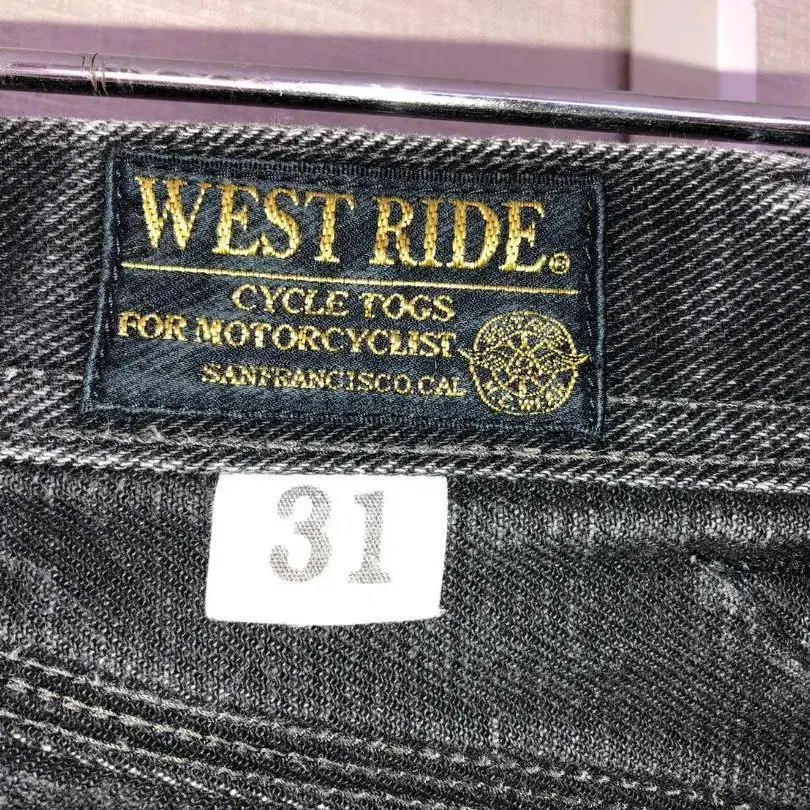 WEST RIDE®
CYCLE TOGS
FOR MOTORCYCLIST
SANFRANCISCO.CAL
31